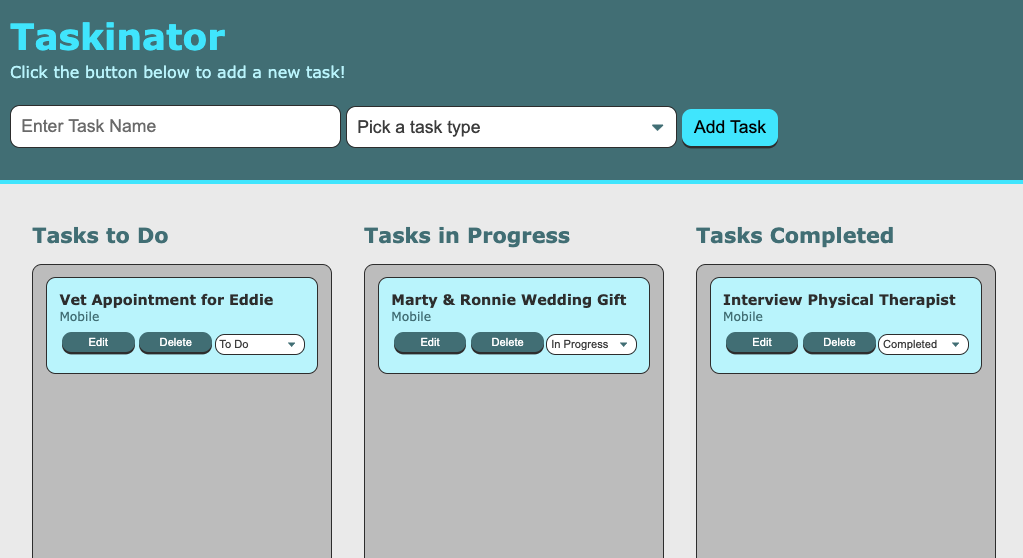 Taskinator
Click the button below to add a new task!
Enter Task Name
Pick a task type
Add Task
Tasks to Do
Vet Appointment for Eddie
Mobile
Edit Delete To Do
Tasks in Progress
Marty & Ronnie Wedding Gift
Mobile
Edit Delete In Progress
Tasks Completed
Interview Physical Therapist
Mobile
Edit Delete Completed